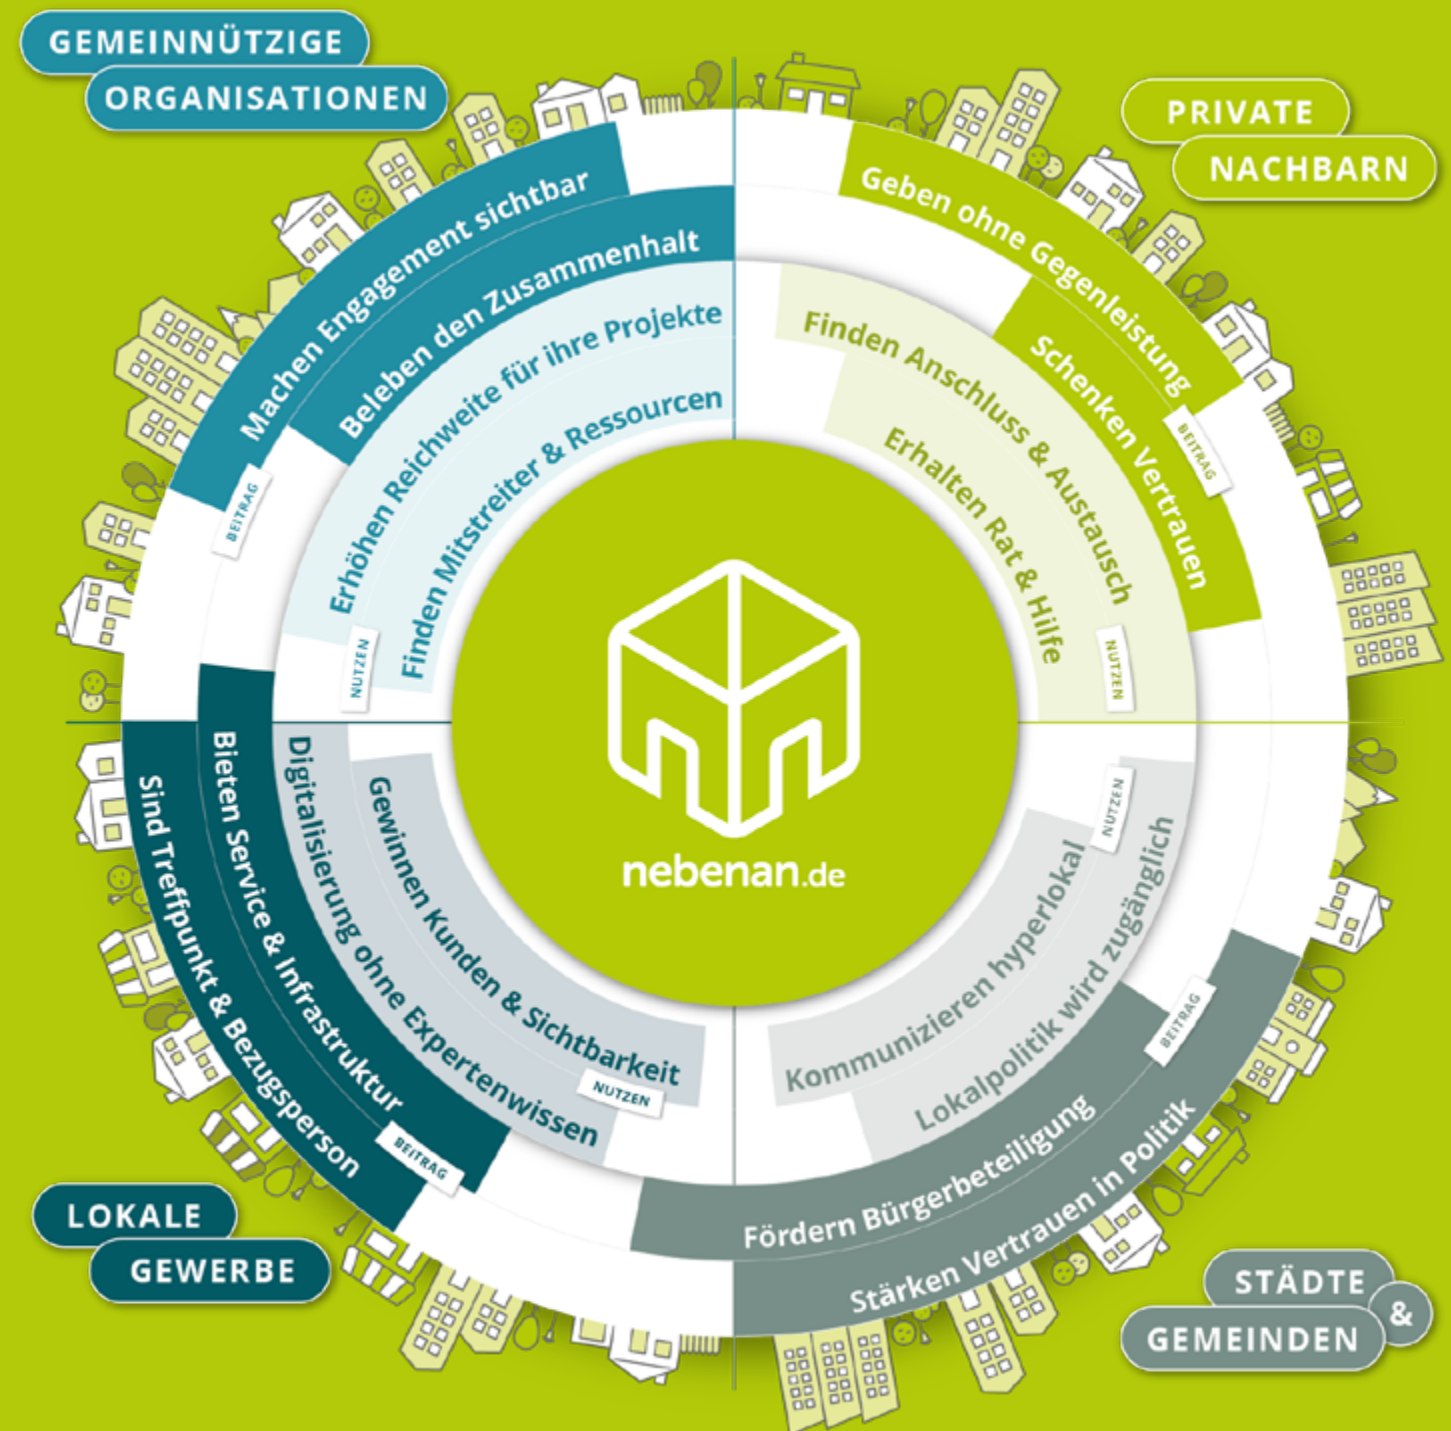 GEMEINNÜTZIGE
ORGANISATIONEN
Machen Engagement sichtbar
Beleben den Zusammenhalt
BEITRAG
Erhöhen Reichweite für ihre Projekte
Finden Mitstreiter & Ressourcen
NUTZEN
PRIVATE
NACHBARN
Geben ohne Gegenleistung
Schenken Vertrauen
BEITRAG
Finden Anschluss & Austausch
Erhalten Rat & Hilfe
NUTZEN
nebenan.de
LOKALE
GEWERBE
Sind Treffpunkt & Bezugsperson
Bieten Service & Infrastruktur
BEITRAG
Digitalisierung ohne Expertenwissen
Gewinnen Kunden & Sichtbarkeit
NUTZEN
STÄDTE
&
GEMEINDEN
Kommunizieren hyperlokal
Lokalpolitik wird zugänglich
NUTZEN
Fördern Bürgerbeteiligung
Stärken Vertrauen in Politik
BEITRAG